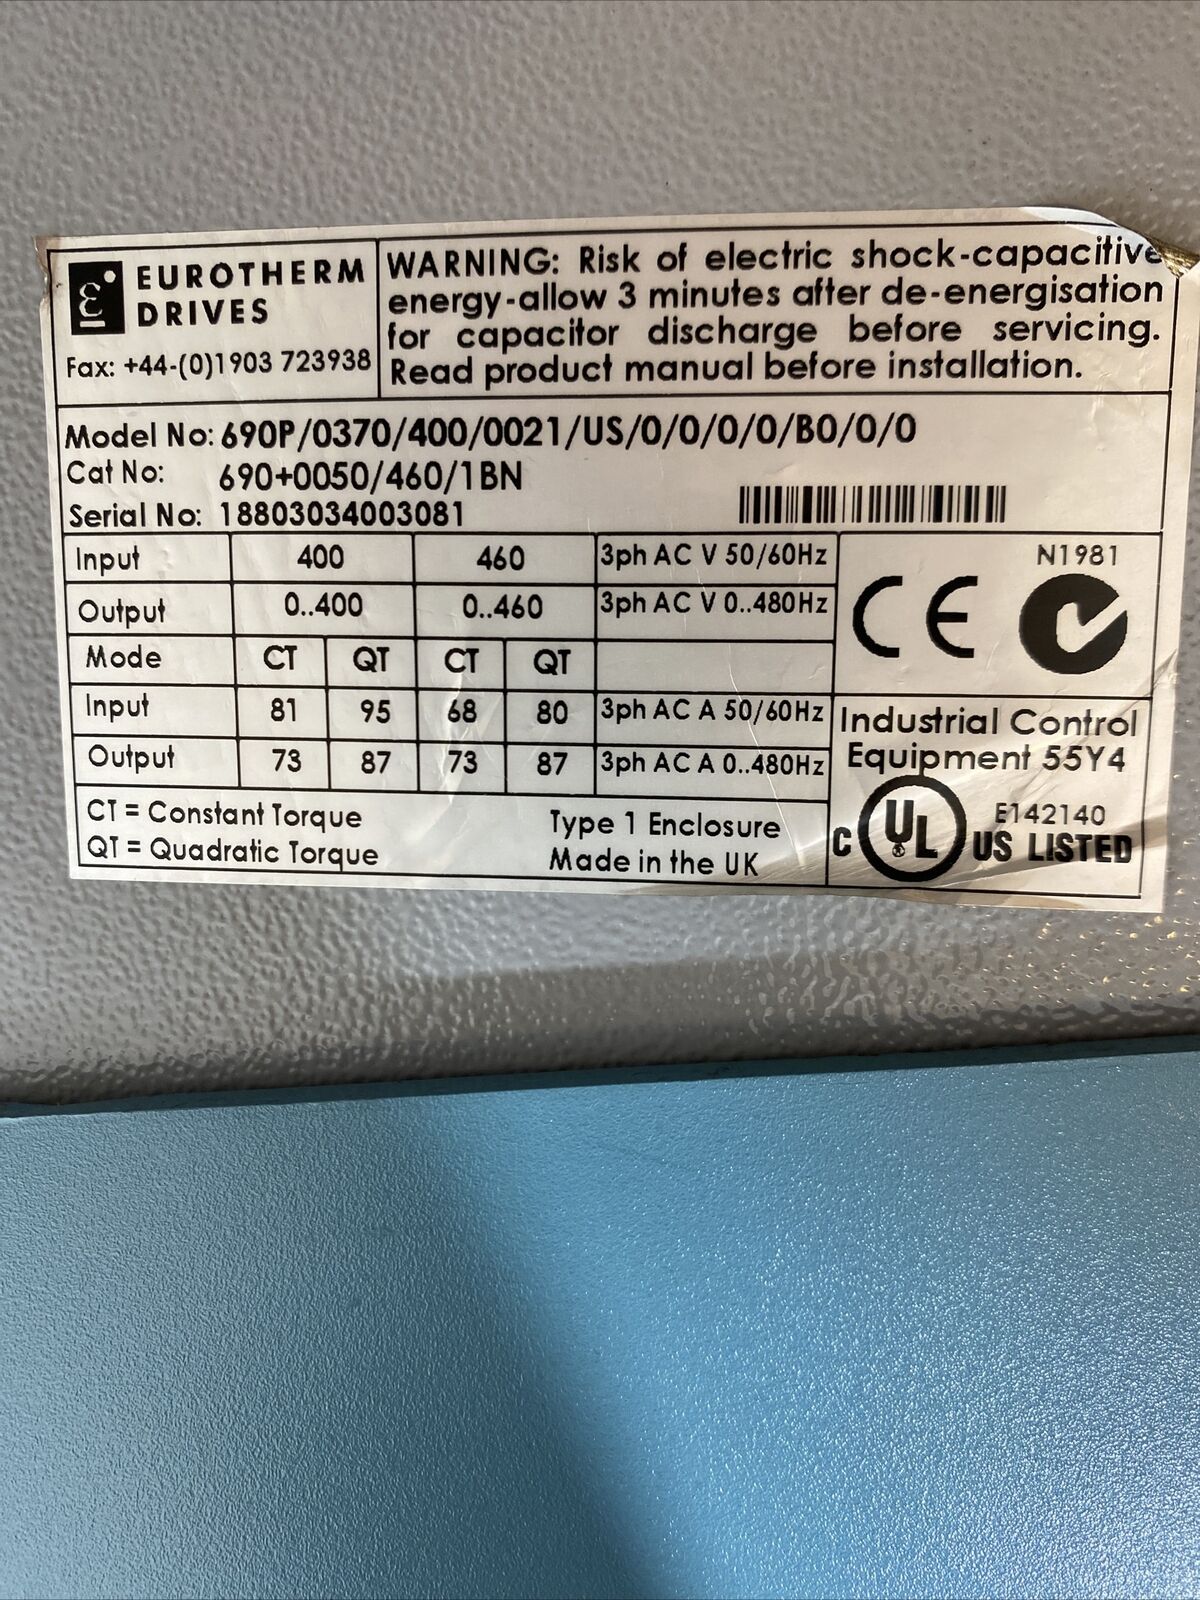 EUROTHERM
DRIVES
Fax: +44-(0)1903 723938
WARNING: Risk of electric shock-capacitive
energy-allow 3 minutes after de-energisation
for capacitor discharge before servicing.
Read product manual before installation.
Model No: 690P/0370/400/0021/US/0/0/0/0/B0/0/0
Cat No: 690+0050/460/1BN
Serial No: 18803034003081
Input 400 460 3ph AC V 50/60Hz
Output 0..400 0..460 3ph AC V 0..480Hz
Mode CT QT CT QT
Input 81 95 68 80 3ph AC A 50/60Hz
Output 73 87 73 87 3ph AC A 0..480Hz
CT = Constant Torque
QT = Quadratic Torque
Type 1 Enclosure
Made in the UK
CE
N1981
Industrial Control
Equipment 55Y4
E142140
C UL ® US LISTED